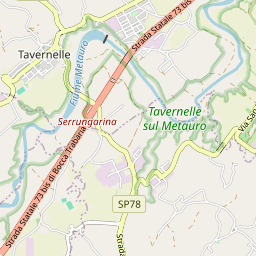 Tavernelle
Fiume Metauro
Strada Statale 73 bis
Tavernelle
sul Metauro
Serrungarina
Strada Statale 73 bis di Bocca Trabaria
Via San
SP78
Strada